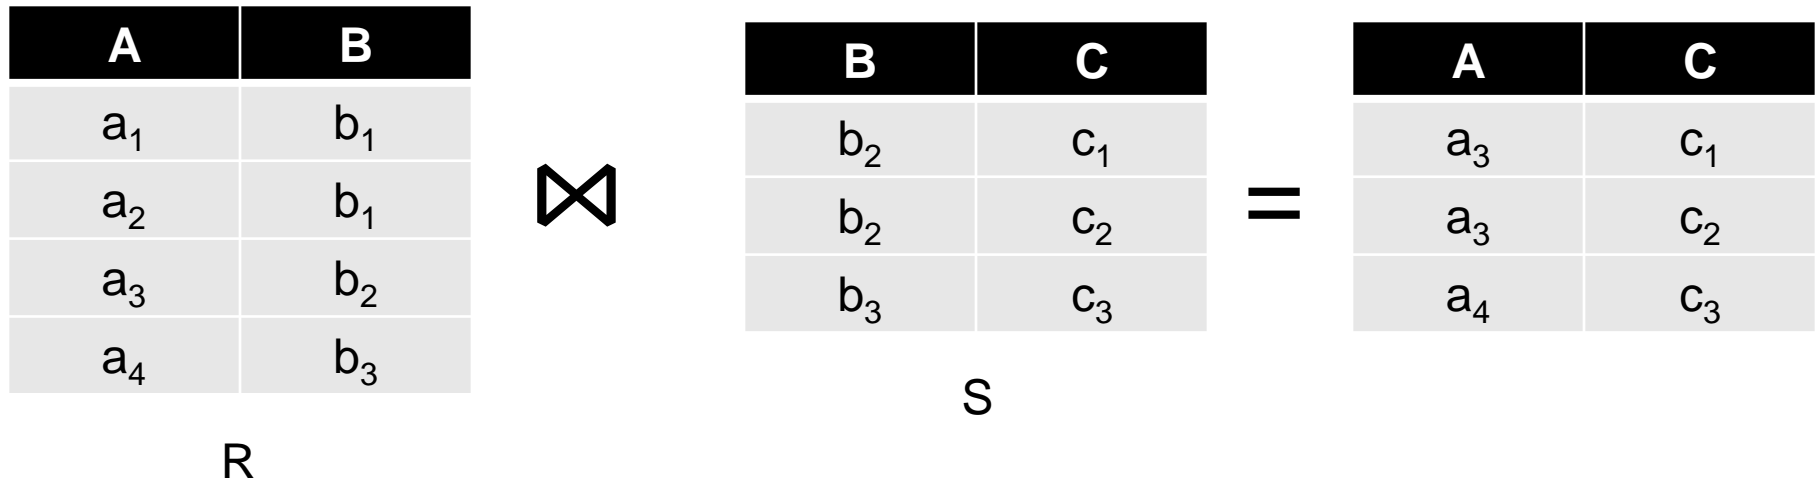 A B
a₁ b₁
a₂ b₁
a₃ b₂
a₄ b₃
R
⋈
B C
b₂ c₁
b₂ c₂
b₃ c₃
S
=
A C
a₃ c₁
a₃ c₂
a₄ c₃